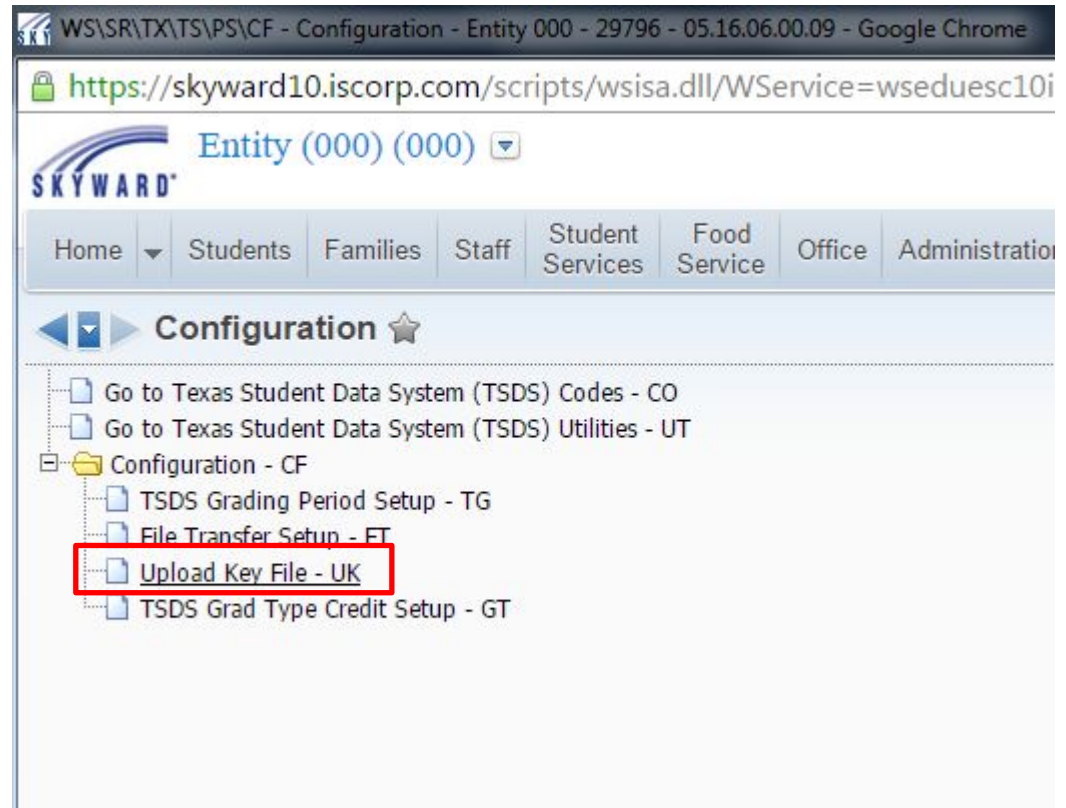 WS\SR\TX\TS\PS\CF - Configuration - Entity 000 - 29796 - 05.16.06.00.09 - Google Chrome
https://skyward10.iscorp.com/scripts/wsisa.dll/WService=wseduesc10i
SKYWARD
Entity (000) (000)
Home Students Families Staff Student Services Food Service Office Administration
Configuration
Go to Texas Student Data System (TSDS) Codes - CO
Go to Texas Student Data System (TSDS) Utilities - UT
Configuration - CF
TSDS Grading Period Setup - TG
File Transfer Setup - FT
Upload Key File - UK
TSDS Grad Type Credit Setup - GT